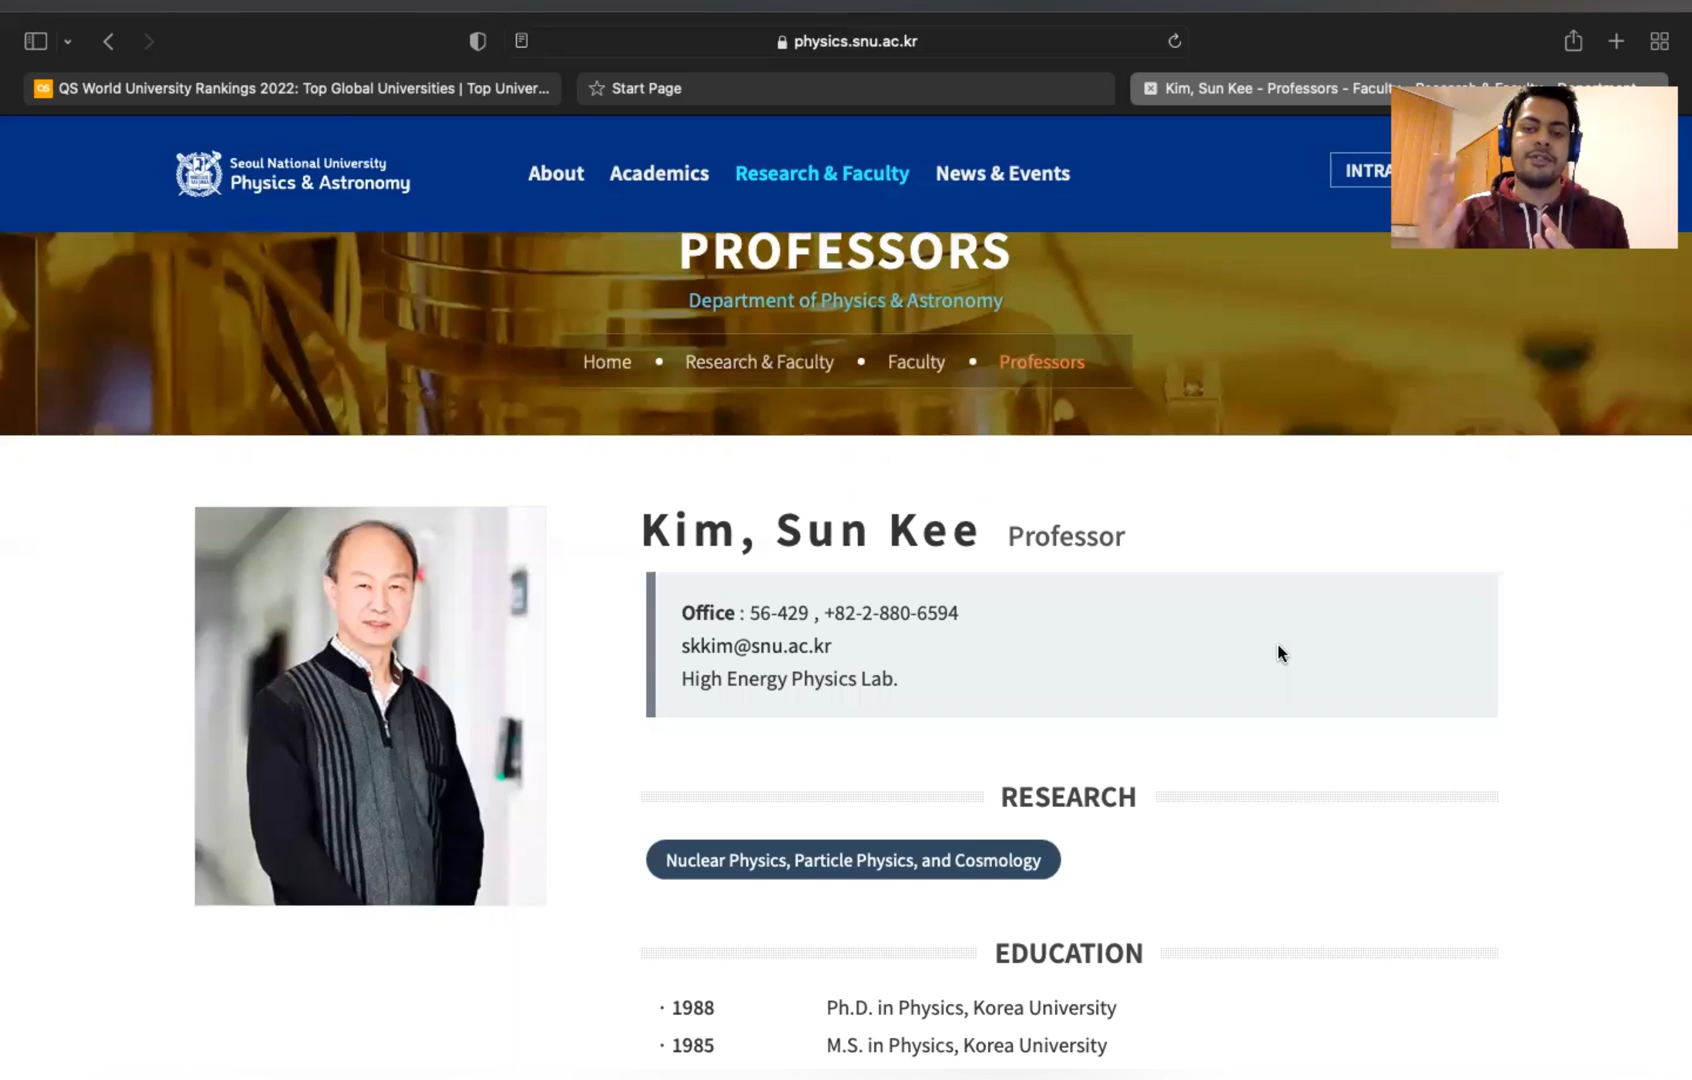 physics.snu.ac.kr
QS World University Rankings 2022: Top Global Universities | Top Univer...
Start Page
Kim, Sun Kee - Professors - Facult
Seoul National University
Physics & Astronomy
About
Academics
Research & Faculty
News & Events
INTRA
PROFESSORS
Department of Physics & Astronomy
Home • Research & Faculty • Faculty • Professors
Kim, Sun Kee Professor
Office : 56-429 , +82-2-880-6594
skkim@snu.ac.kr
High Energy Physics Lab.
RESEARCH
Nuclear Physics, Particle Physics, and Cosmology
EDUCATION
· 1988 Ph.D. in Physics, Korea University
· 1985 M.S. in Physics, Korea University